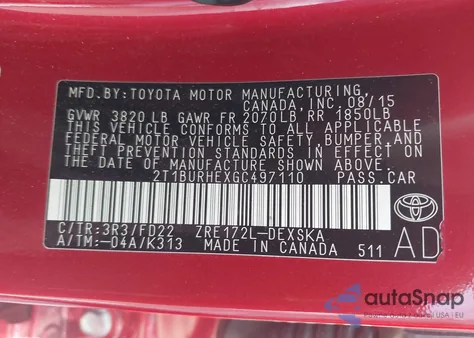 MFD.BY:TOYOTA MOTOR MANUFACTURING,
CANADA, INC. 08/15
GVWR 3820 LB GAWR FR 2070LB RR 1850LB
THIS VEHICLE CONFORMS TO ALL APPLICABLE
FEDERAL MOTOR VEHICLE SAFETY, BUMPER, AND
THEFT PREVENTION STANDARDS IN EFFECT ON
THE DATE OF MANUFACTURE SHOWN ABOVE.
2T1BURHEXGC497110 PASS.CAR
C/TR:3R3/FD22 ZRE172L-DEXSKA
A/TM:-04A/K313 MADE IN CANADA 511
AD
TOYOTA
autoSnap